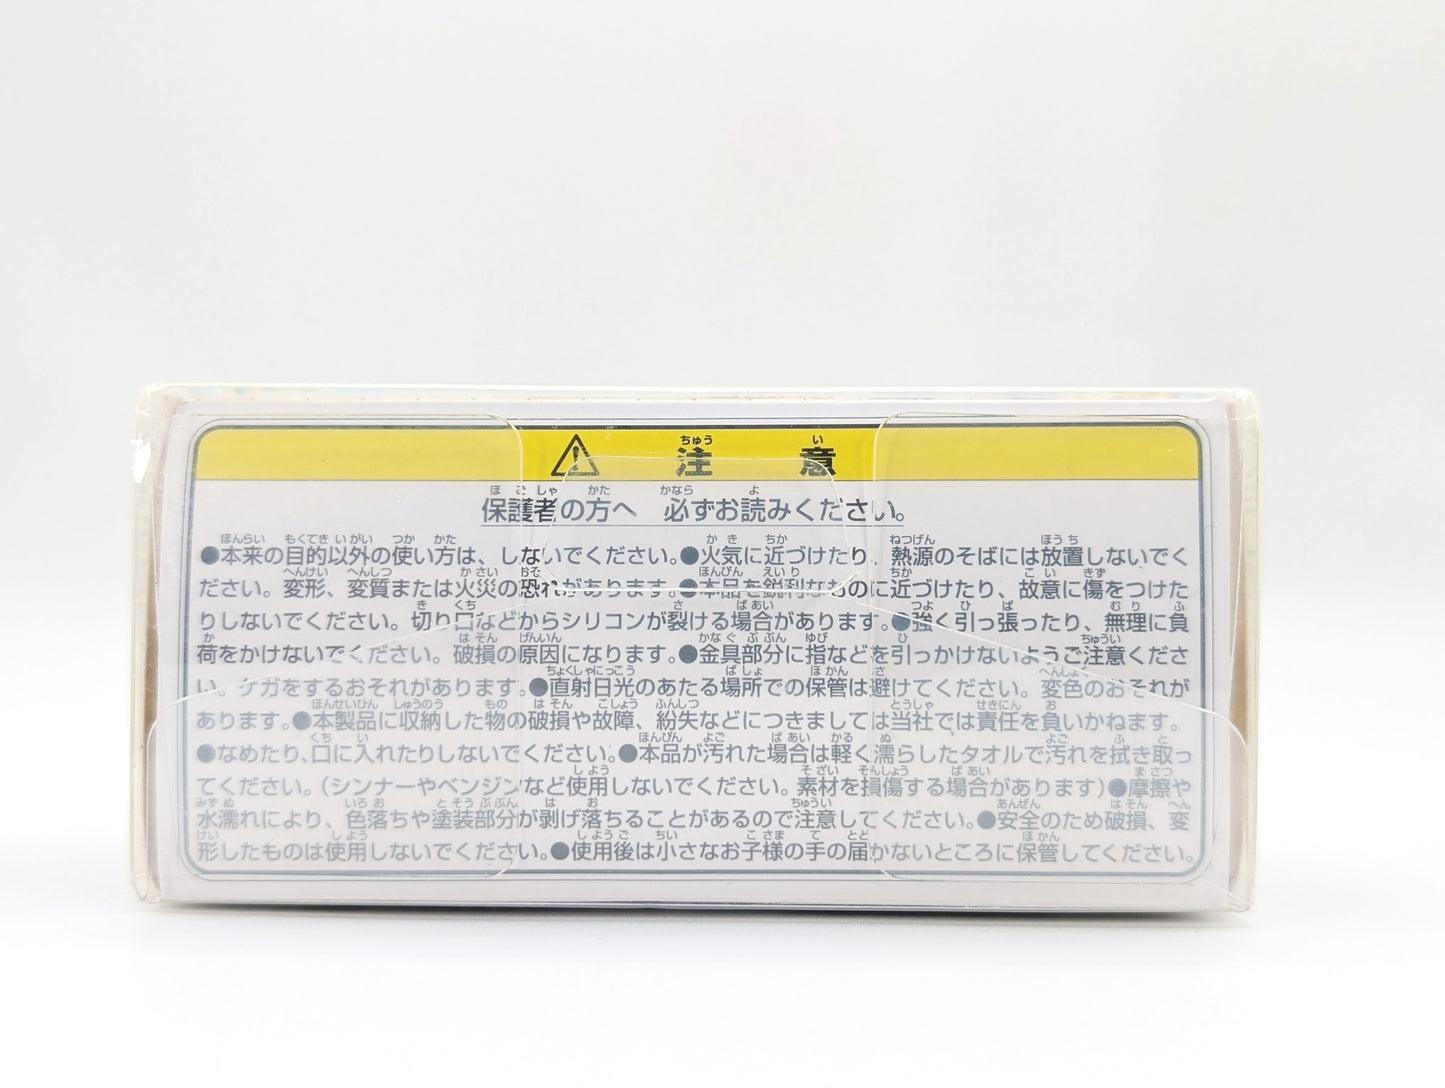 ⚠ 注意
保護者の方へ 必ずお読みください。
●本来の目的以外の使い方は、しないでください。●火気に近づけたり、熱源のそばには放置しないでく
ださい。変形、変質または火災の恐れがあります。●本品を鋭利なものに近づけたり、故意に傷をつけた
りしないでください。切り口などからシリコンが裂ける場合があります。●強く引っ張ったり、無理に負
荷をかけないでください。破損の原因になります。●金具部分に指などを引っかけないようご注意くださ
い。ケガをするおそれがあります。●直射日光のあたる場所での保管は避けてください。変色のおそれが
あります。●本製品に収納した物の破損や故障、紛失などにつきましては当社では責任を負いかねます。
●なめたり、口に入れたりしないでください。●本品が汚れた場合は軽く濡らしたタオルで汚れを拭き取っ
てください。(シンナーやベンジンなど使用しないでください。素材を損傷する場合があります)●摩擦や
水濡れにより、色落ちや塗装部分が剥げ落ちることがあるので注意してください。●安全のため破損、変
形したものは使用しないでください。●使用後は小さなお子様の手の届かないところに保管してください。